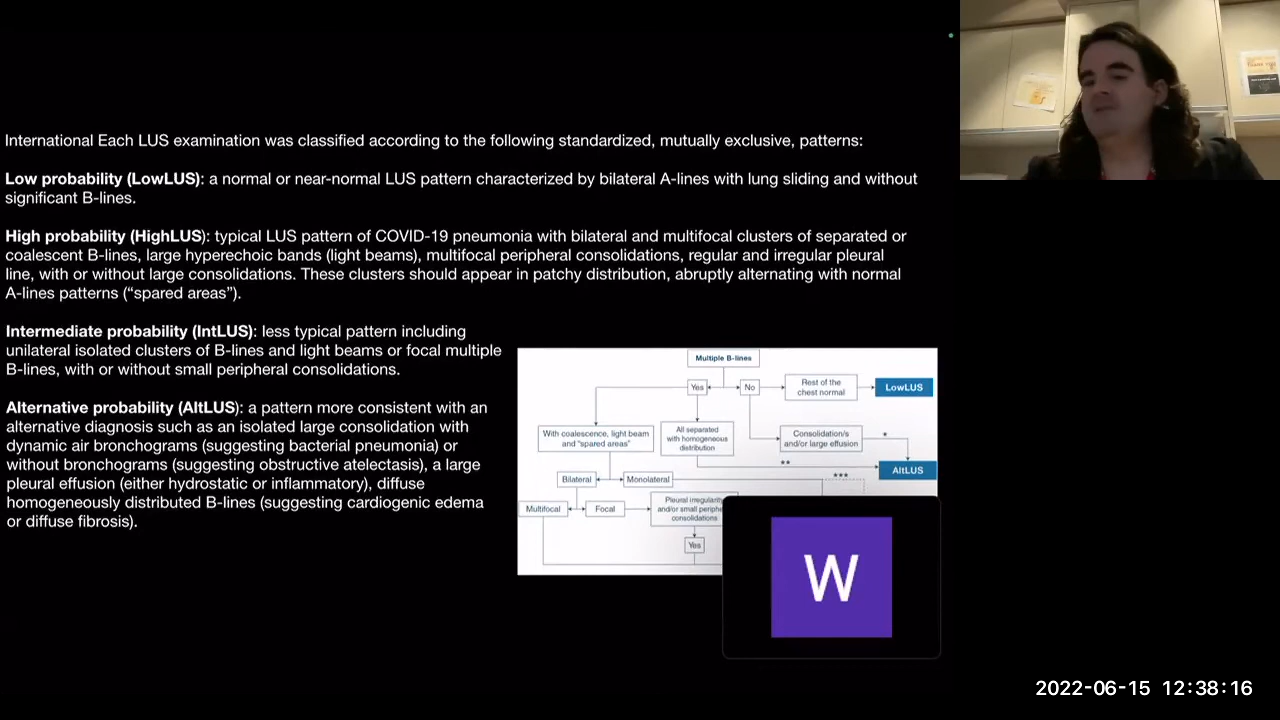 International Each LUS examination was classified according to the following standardized, mutually exclusive, patterns:
Low probability (LowLUS): a normal or near-normal LUS pattern characterized by bilateral A-lines with lung sliding and without
significant B-lines.
High probability (HighLUS): typical LUS pattern of COVID-19 pneumonia with bilateral and multifocal clusters of separated or
coalescent B-lines, large hyperechoic bands (light beams), multifocal peripheral consolidations, regular and irregular pleural
line, with or without large consolidations. These clusters should appear in patchy distribution, abruptly alternating with normal
A-lines patterns (“spared areas”).
Intermediate probability (IntLUS): less typical pattern including
unilateral isolated clusters of B-lines and light beams or focal multiple
B-lines, with or without small peripheral consolidations.
Alternative probability (AltLUS): a pattern more consistent with an
alternative diagnosis such as an isolated large consolidation with
dynamic air bronchograms (suggesting bacterial pneumonia) or
without bronchograms (suggesting obstructive atelectasis), a large
pleural effusion (either hydrostatic or inflammatory), diffuse
homogeneously distributed B-lines (suggesting cardiogenic edema
or diffuse fibrosis).
Multiple B-lines
Yes
No
Rest of the
chest normal
LowLUS
With coalescence, light beam
and "spared areas"
All separated
with homogeneous
distribution
Consolidation/s
and/or large effusion
*
**
AltLUS
***
Bilateral
Monolateral
Multifocal
Focal
Pleural
and/or small
consolidations
Yes
W
2022-06-15 12:38:16